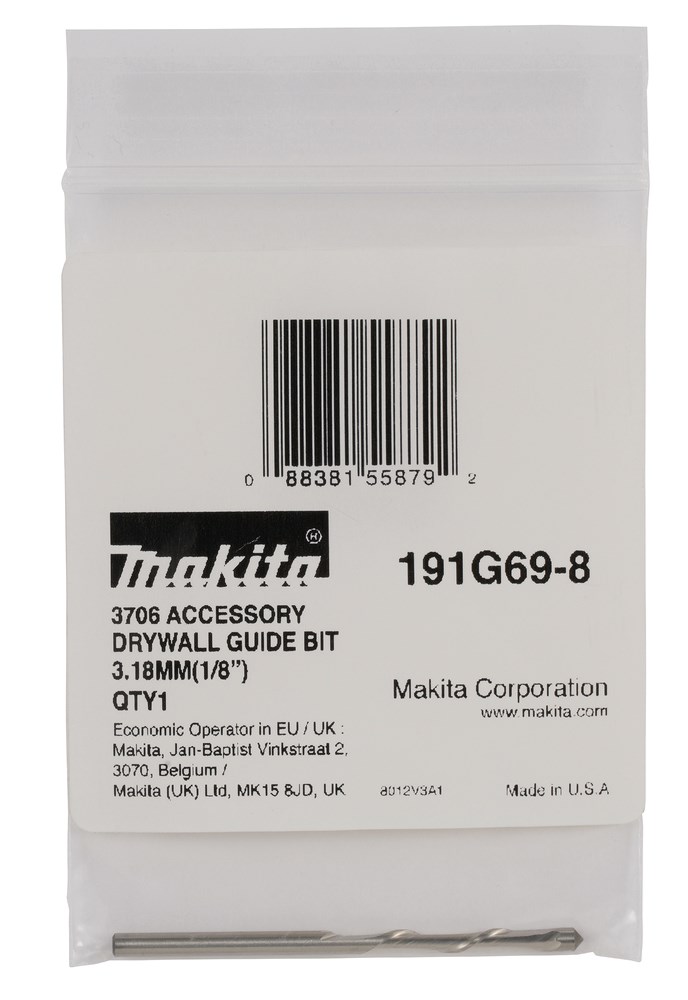 0 88381 55879 2
makita ®
191G69-8
3706 ACCESSORY
DRYWALL GUIDE BIT
3.18MM(1/8")
QTY1
Makita Corporation
www.makita.com
Economic Operator in EU / UK :
Makita, Jan-Baptist Vinkstraat 2,
3070, Belgium /
Makita (UK) Ltd, MK15 8JD, UK
8012V3A1
Made in U.S.A